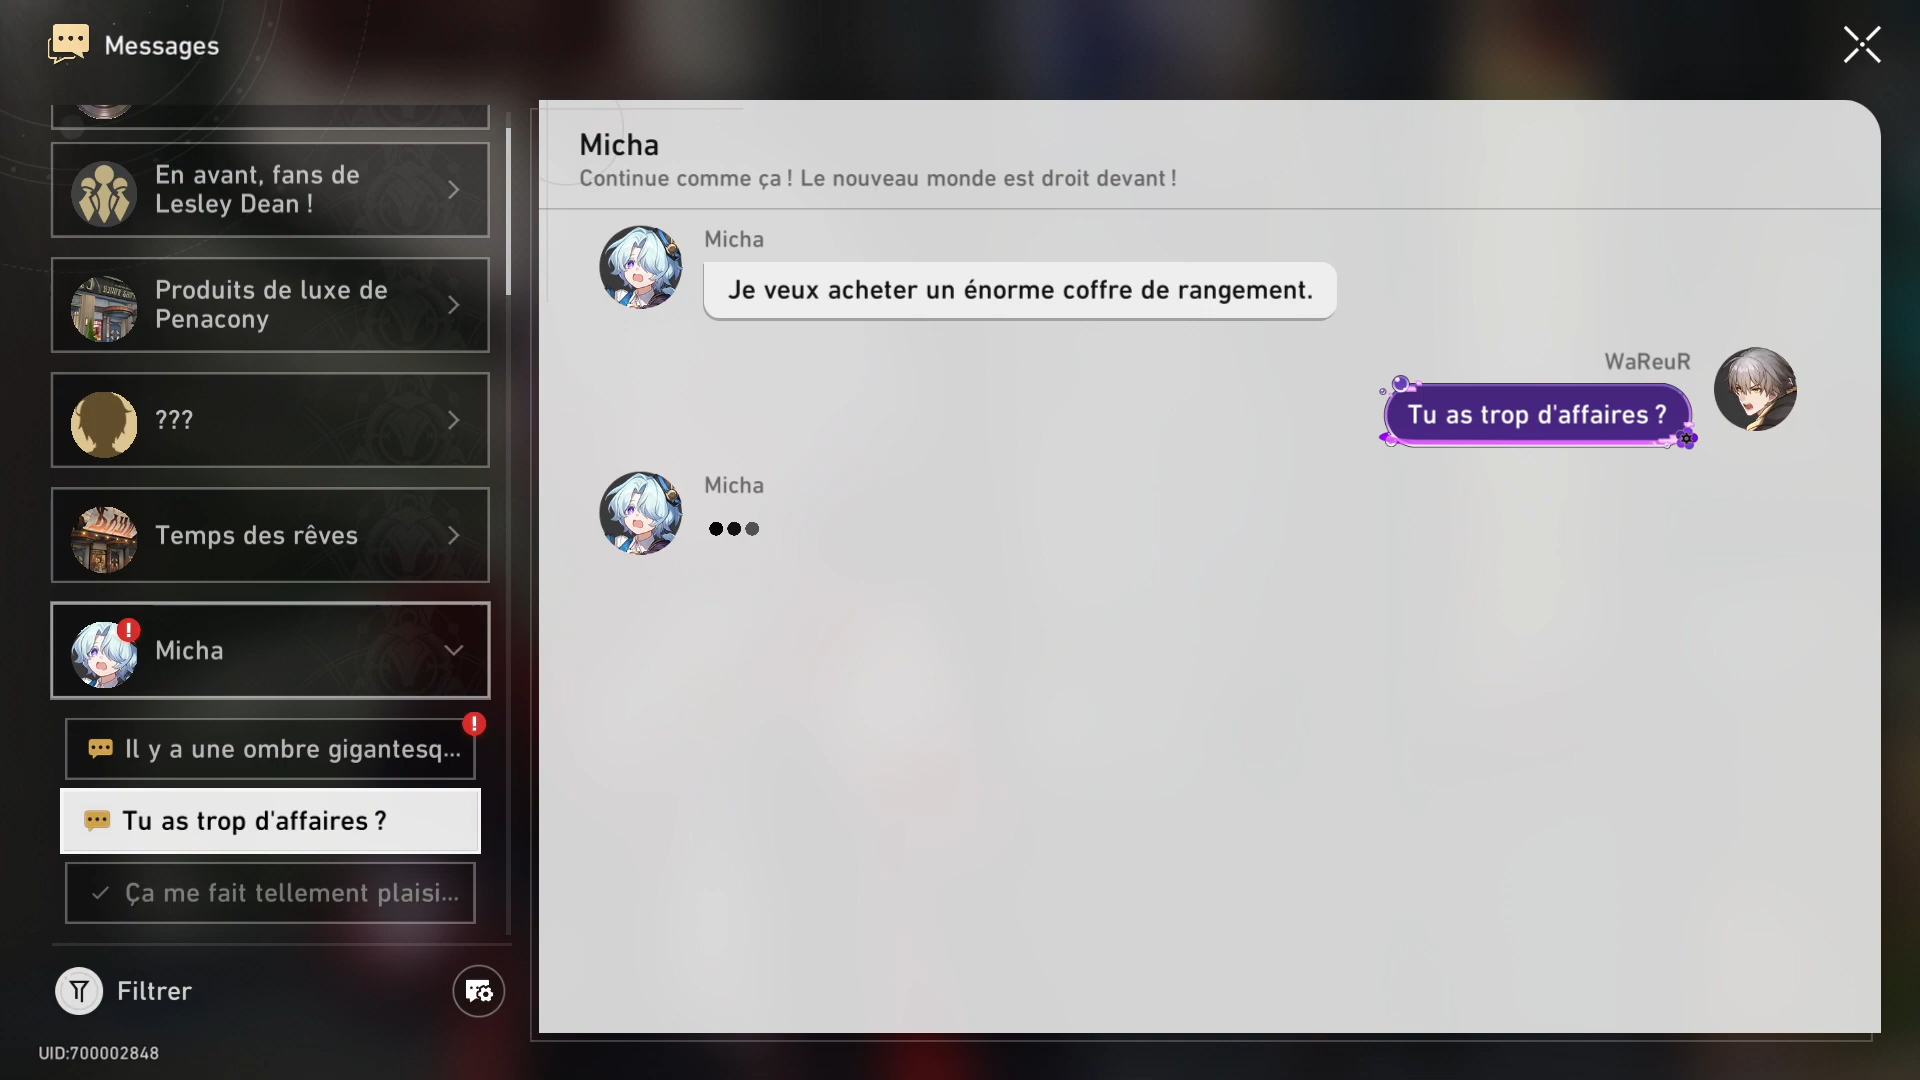 Messages
En avant, fans de
Lesley Dean !
Produits de luxe de
Penacony
???
Temps des rêves
Micha
Il y a une ombre gigantesq...
Tu as trop d'affaires ?
Ça me fait tellement plaisi...
Filtrer
UID:700002848
Micha
Continue comme ça ! Le nouveau monde est droit devant !
Micha
Je veux acheter un énorme coffre de rangement.
WaReuR
Tu as trop d'affaires ?
Micha